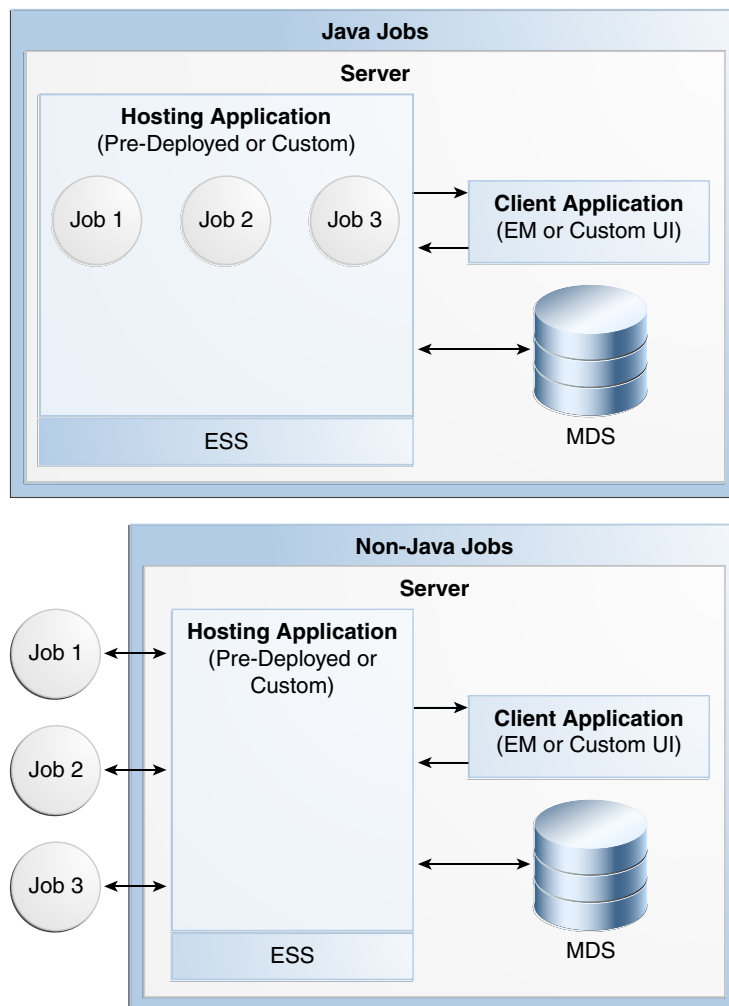 Java Jobs
Server
Hosting Application
(Pre-Deployed or Custom)
Job 1
Job 2
Job 3
Client Application
(EM or Custom UI)
MDS
ESS
Non-Java Jobs
Server
Hosting Application
(Pre-Deployed or
Custom)
Job 1
Job 2
Job 3
Client Application
(EM or Custom UI)
MDS
ESS